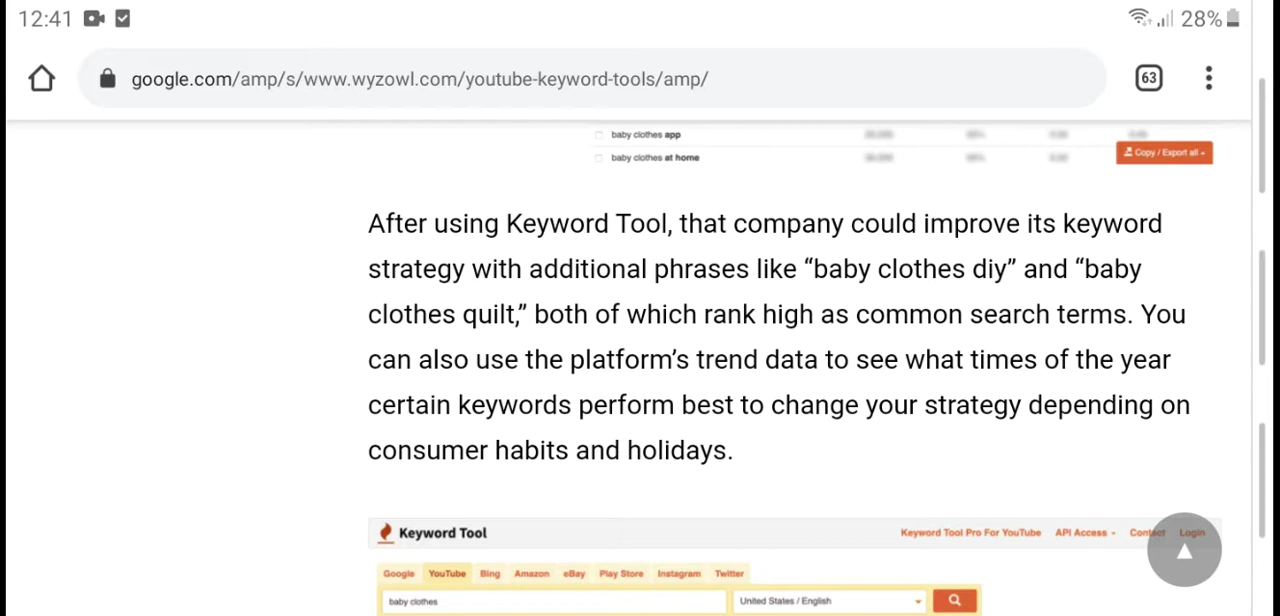 12:41 28%
google.com/amp/s/www.wyzowl.com/youtube-keyword-tools/amp/ 63
baby clothes app
baby clothes at home
Copy / Export all
After using Keyword Tool, that company could improve its keyword
strategy with additional phrases like “baby clothes diy” and “baby
clothes quilt,” both of which rank high as common search terms. You
can also use the platform’s trend data to see what times of the year
certain keywords perform best to change your strategy depending on
consumer habits and holidays.
Keyword Tool Keyword Tool Pro For YouTube API Access Contact Login
Google YouTube Bing Amazon eBay Play Store Instagram Twitter
baby clothes United States / English